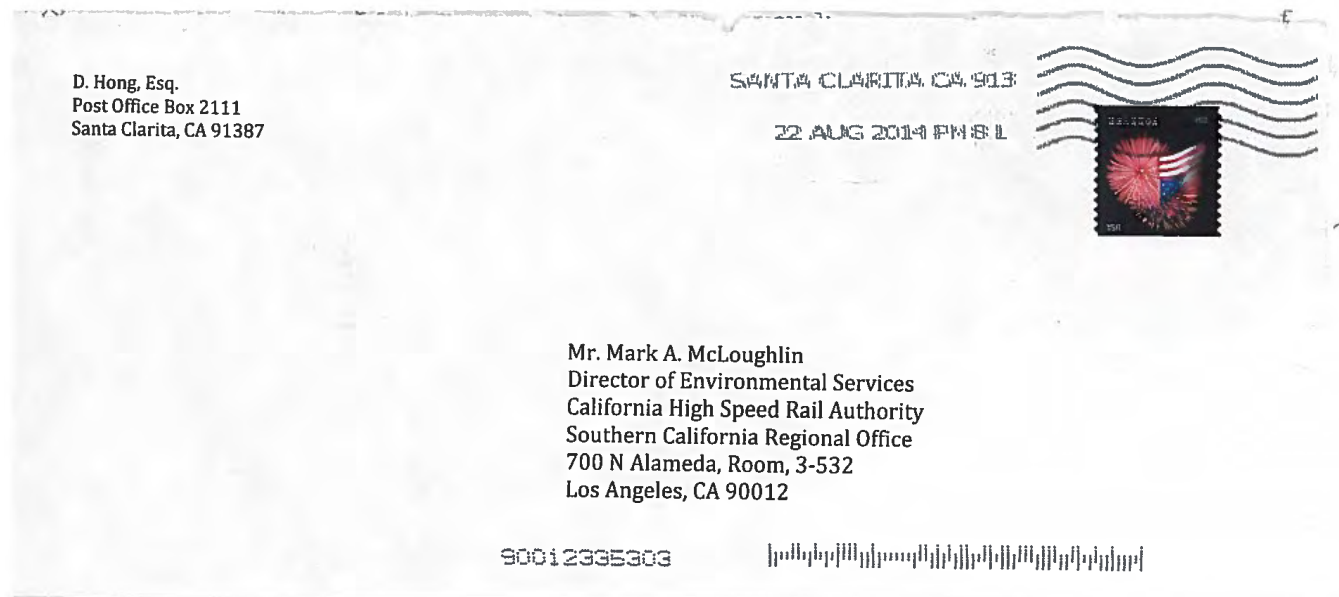 D. Hong, Esq.
Post Office Box 2111
Santa Clarita, CA 91387
SANTA CLARITA CA 913
22 AUG 2014 PM 8 L
USA
Mr. Mark A. McLoughlin
Director of Environmental Services
California High Speed Rail Authority
Southern California Regional Office
700 N Alameda, Room, 3-532
Los Angeles, CA 90012
90012335303